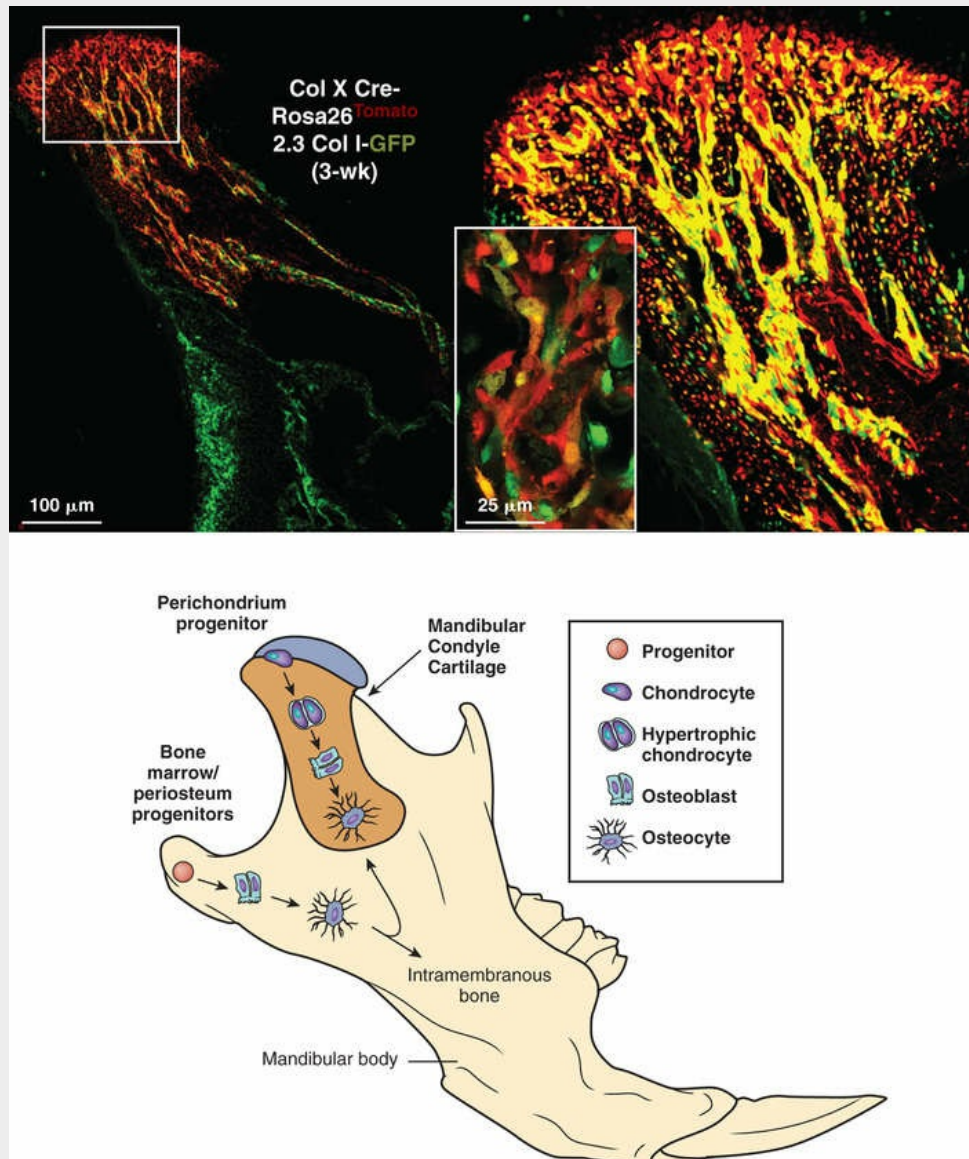 Col X Cre-
Rosa26Tomato
2.3 Col I-GFP
(3-wk)
100 μm
25 μm
Perichondrium
progenitor
Mandibular
Condyle
Cartilage
Bone
marrow/
periosteum
progenitors
Intramembranous
bone
Mandibular body
Progenitor
Chondrocyte
Hypertrophic
chondrocyte
Osteoblast
Osteocyte